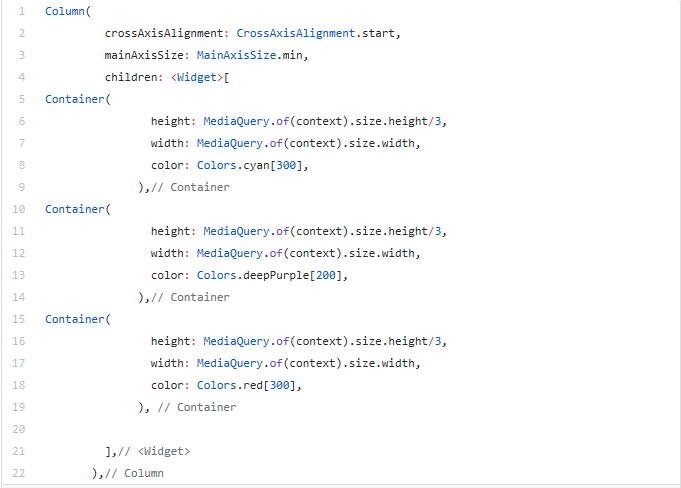 1 Column(
2 crossAxisAlignment: CrossAxisAlignment.start,
3 mainAxisSize: MainAxisSize.min,
4 children: <Widget>[
5 Container(
6 height: MediaQuery.of(context).size.height/3,
7 width: MediaQuery.of(context).size.width,
8 color: Colors.cyan[300],
9 ),// Container
10 Container(
11 height: MediaQuery.of(context).size.height/3,
12 width: MediaQuery.of(context).size.width,
13 color: Colors.deepPurple[200],
14 ),// Container
15 Container(
16 height: MediaQuery.of(context).size.height/3,
17 width: MediaQuery.of(context).size.width,
18 color: Colors.red[300],
19 ), // Container
20
21 ],// <Widget>
22 ),// Column